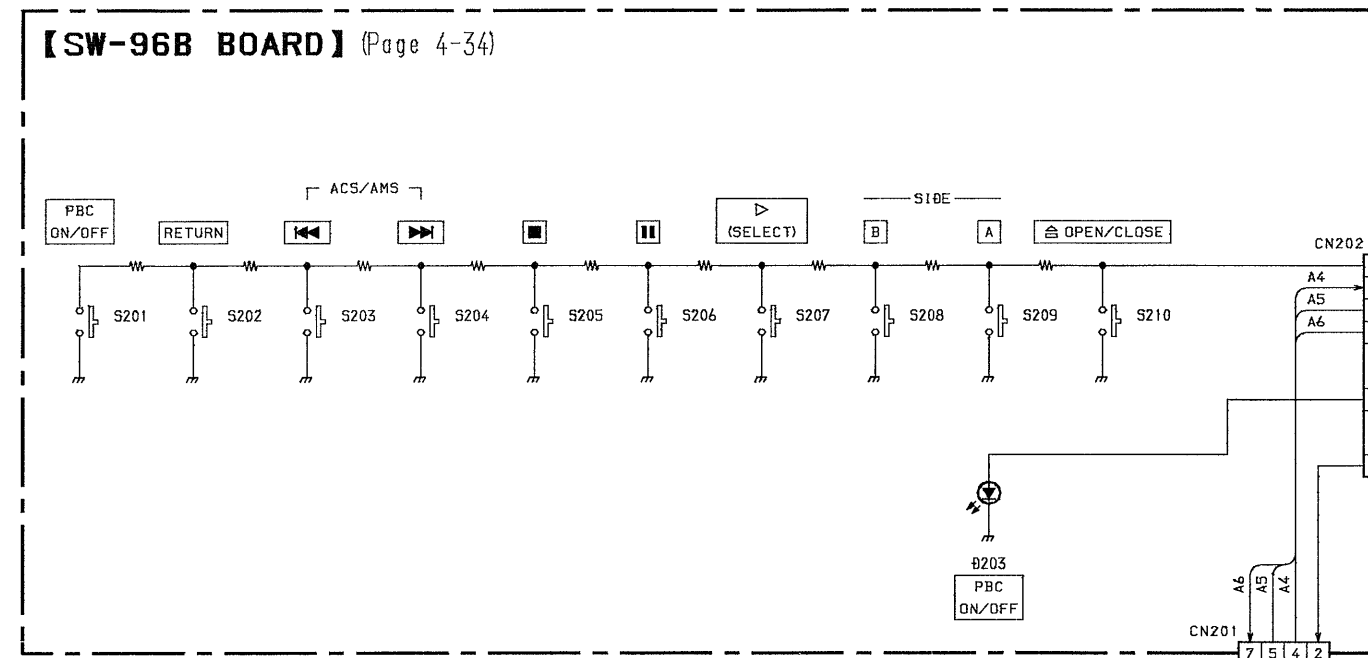 【SW-96B BOARD】 (Page 4-34)
ACS/AMS
SIDE
PBC
ON/OFF
RETURN
⏮
⏭
■
II
▷
(SELECT)
B
A
≙ OPEN/CLOSE
CN202
A4
A5
A6
S201
S202
S203
S204
S205
S206
S207
S208
S209
S210
D203
PBC
ON/OFF
A6
A5
A4
CN201
7 5 4 2